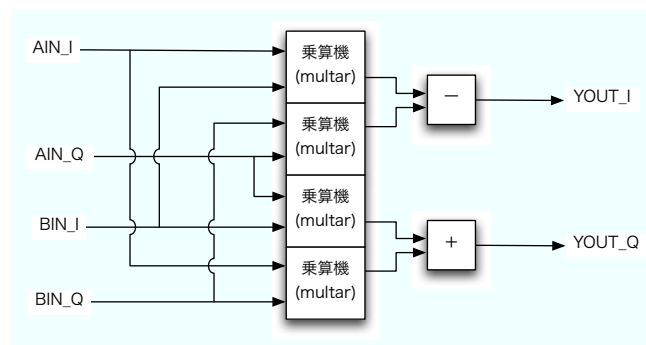 AIN_I
AIN_Q
BIN_I
BIN_Q
乗算機
(multar)
乗算機
(multar)
乗算機
(multar)
乗算機
(multar)
−
+
YOUT_I
YOUT_Q